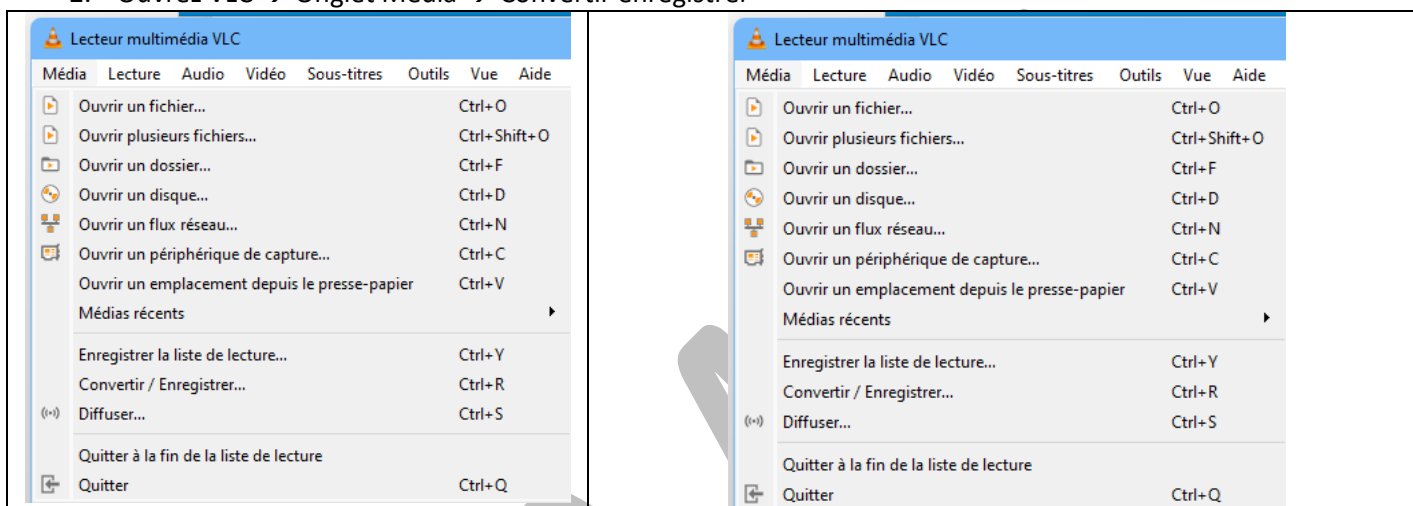 2. Ouvrez VLC → Onglet Média → Convertir enregistrer
Lecteur multimédia VLC
Média Lecture Audio Vidéo Sous-titres Outils Vue Aide
Ouvrir un fichier... Ctrl+O
Ouvrir plusieurs fichiers... Ctrl+Shift+O
Ouvrir un dossier... Ctrl+F
Ouvrir un disque... Ctrl+D
Ouvrir un flux réseau... Ctrl+N
Ouvrir un périphérique de capture... Ctrl+C
Ouvrir un emplacement depuis le presse-papier Ctrl+V
Médias récents
Enregistrer la liste de lecture... Ctrl+Y
Convertir / Enregistrer... Ctrl+R
Diffuser... Ctrl+S
Quitter à la fin de la liste de lecture
Quitter Ctrl+Q
Lecteur multimédia VLC
Média Lecture Audio Vidéo Sous-titres Outils Vue Aide
Ouvrir un fichier... Ctrl+O
Ouvrir plusieurs fichiers... Ctrl+Shift+O
Ouvrir un dossier... Ctrl+F
Ouvrir un disque... Ctrl+D
Ouvrir un flux réseau... Ctrl+N
Ouvrir un périphérique de capture... Ctrl+C
Ouvrir un emplacement depuis le presse-papier Ctrl+V
Médias récents
Enregistrer la liste de lecture... Ctrl+Y
Convertir / Enregistrer... Ctrl+R
Diffuser... Ctrl+S
Quitter à la fin de la liste de lecture
Quitter Ctrl+Q